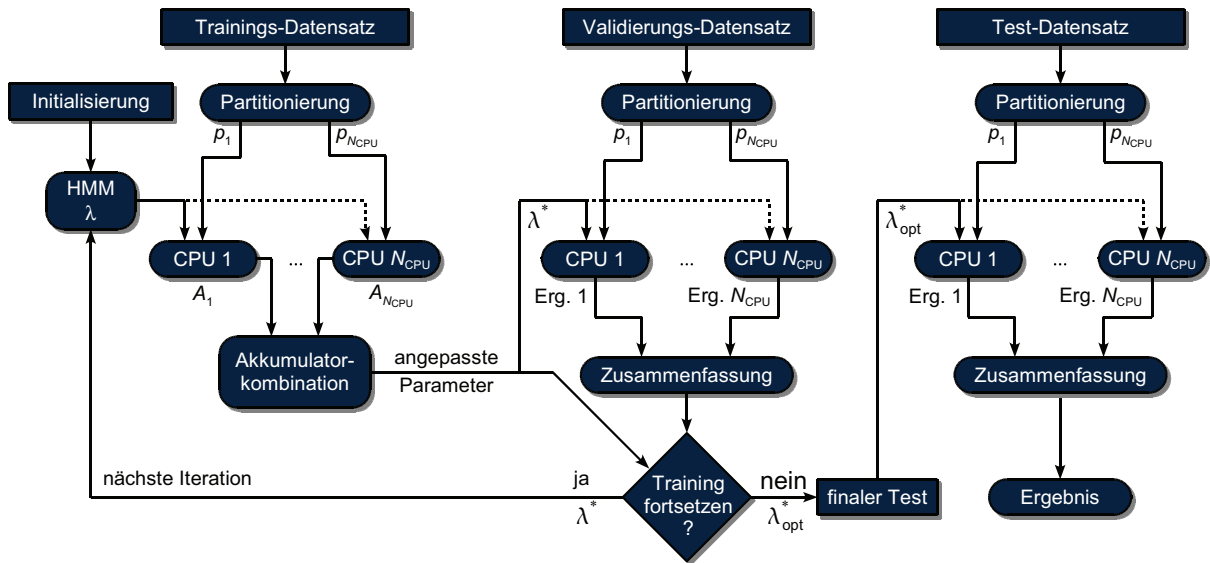 Trainings-Datensatz
Validierungs-Datensatz
Test-Datensatz
Initialisierung
Partitionierung
Partitionierung
Partitionierung
p1
pNCPU
p1
pNCPU
p1
pNCPU
HMM
λ
λ*
λ*opt
CPU 1
...
CPU NCPU
CPU 1
...
CPU NCPU
CPU 1
...
CPU NCPU
A1
ANCPU
Erg. 1
Erg. NCPU
Erg. 1
Erg. NCPU
Akkumulator-
kombination
angepasste
Parameter
Zusammenfassung
Zusammenfassung
nächste Iteration
ja
λ*
Training
fortsetzen
?
nein
λ*opt
finaler Test
Ergebnis